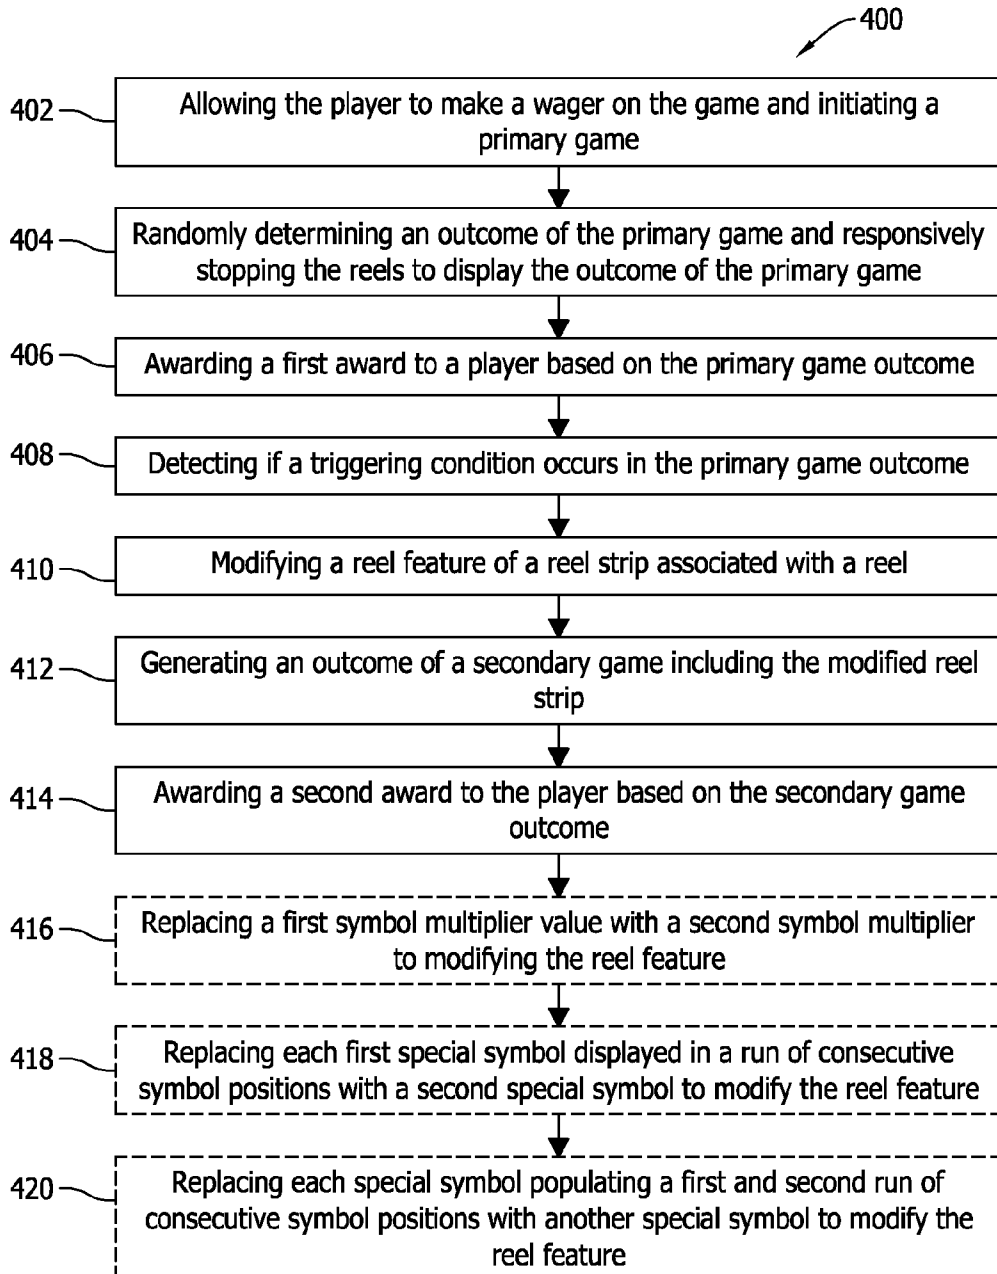 400
402
Allowing the player to make a wager on the game and initiating a
primary game
404
Randomly determining an outcome of the primary game and responsively
stopping the reels to display the outcome of the primary game
406
Awarding a first award to a player based on the primary game outcome
408
Detecting if a triggering condition occurs in the primary game outcome
410
Modifying a reel feature of a reel strip associated with a reel
412
Generating an outcome of a secondary game including the modified reel
strip
414
Awarding a second award to the player based on the secondary game
outcome
416
Replacing a first symbol multiplier value with a second symbol multiplier
to modifying the reel feature
418
Replacing each first special symbol displayed in a run of consecutive
symbol positions with a second special symbol to modify the reel feature
420
Replacing each special symbol populating a first and second run of
consecutive symbol positions with another special symbol to modify the
reel feature